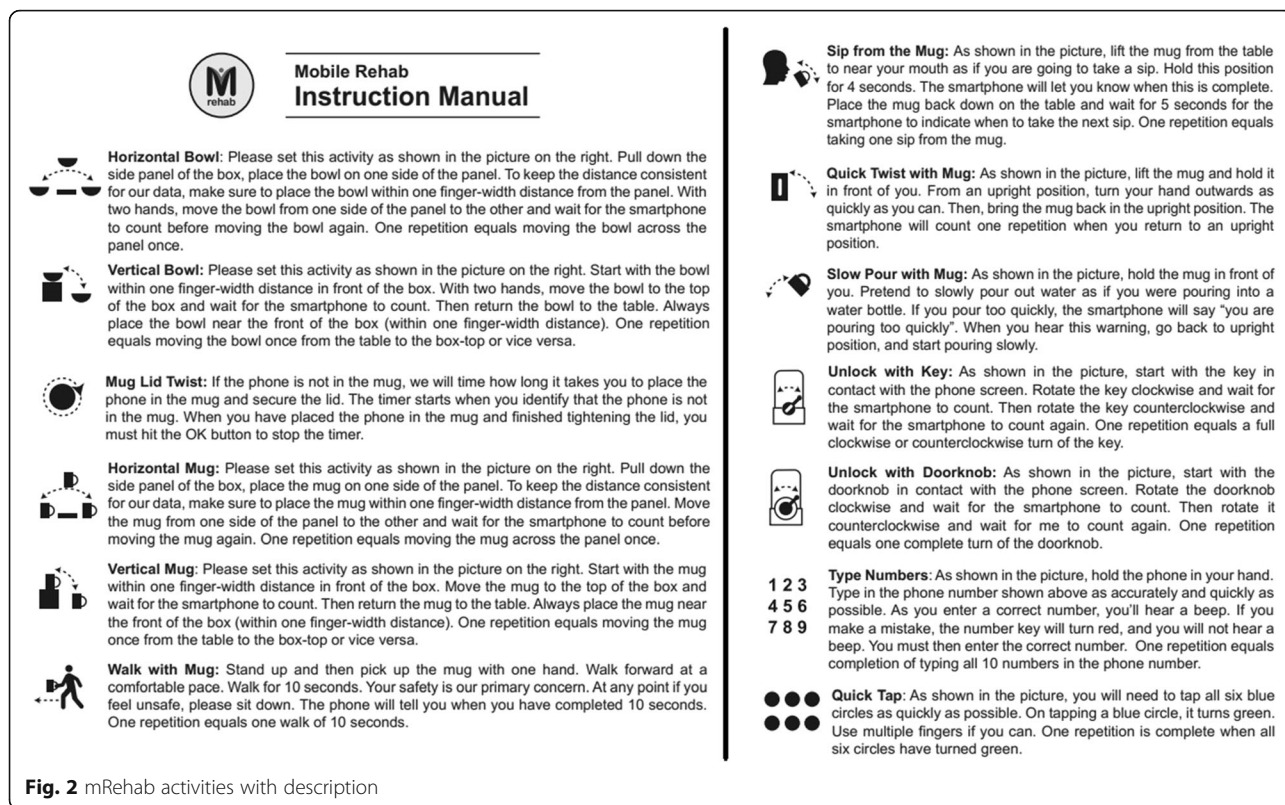 M
rehab
Mobile Rehab
Instruction Manual
Horizontal Bowl: Please set this activity as shown in the picture on the right. Pull down the
side panel of the box, place the bowl on one side of the panel. To keep the distance consistent
for our data, make sure to place the bowl within one finger-width distance from the panel. With
two hands, move the bowl from one side of the panel to the other and wait for the smartphone
to count before moving the bowl again. One repetition equals moving the bowl across the
panel once.
Vertical Bowl: Please set this activity as shown in the picture on the right. Start with the bowl
within one finger-width distance in front of the box. With two hands, move the bowl to the top
of the box and wait for the smartphone to count. Then return the bowl to the table. Always
place the bowl near the front of the box (within one finger-width distance). One repetition
equals moving the bowl once from the table to the box-top or vice versa.
Mug Lid Twist: If the phone is not in the mug, we will time how long it takes you to place the
phone in the mug and secure the lid. The timer starts when you identify that the phone is not
in the mug. When you have placed the phone in the mug and finished tightening the lid, you
must hit the OK button to stop the timer.
Horizontal Mug: Please set this activity as shown in the picture on the right. Pull down the
side panel of the box, place the mug on one side of the panel. To keep the distance consistent
for our data, make sure to place the mug within one finger-width distance from the panel. Move
the mug from one side of the panel to the other and wait for the smartphone to count before
moving the mug again. One repetition equals moving the mug across the panel once.
Vertical Mug: Please set this activity as shown in the picture on the right. Start with the mug
within one finger-width distance in front of the box. Move the mug to the top of the box and
wait for the smartphone to count. Then return the mug to the table. Always place the mug near
the front of the box (within one finger-width distance). One repetition equals moving the mug
once from the table to the box-top or vice versa.
Walk with Mug: Stand up and then pick up the mug with one hand. Walk forward at a
comfortable pace. Walk for 10 seconds. Your safety is our primary concern. At any point if you
feel unsafe, please sit down. The phone will tell you when you have completed 10 seconds.
One repetition equals one walk of 10 seconds.
Sip from the Mug: As shown in the picture, lift the mug from the table
to near your mouth as if you are going to take a sip. Hold this position
for 4 seconds. The smartphone will let you know when this is complete.
Place the mug back down on the table and wait for 5 seconds for the
smartphone to indicate when to take the next sip. One repetition equals
taking one sip from the mug.
Quick Twist with Mug: As shown in the picture, lift the mug and hold it
in front of you. From an upright position, turn your hand outwards as
quickly as you can. Then, bring the mug back in the upright position. The
smartphone will count one repetition when you return to an upright
position.
Slow Pour with Mug: As shown in the picture, hold the mug in front of
you. Pretend to slowly pour out water as if you were pouring into a
water bottle. If you pour too quickly, the smartphone will say “you are
pouring too quickly”. When you hear this warning, go back to upright
position, and start pouring slowly.
Unlock with Key: As shown in the picture, start with the key in
contact with the phone screen. Rotate the key clockwise and wait for
the smartphone to count. Then rotate the key counterclockwise and
wait for the smartphone to count again. One repetition equals a full
clockwise or counterclockwise turn of the key.
Unlock with Doorknob: As shown in the picture, start with the
doorknob in contact with the phone screen. Rotate the doorknob
clockwise and wait for the smartphone to count. Then rotate it
counterclockwise and wait for me to count again. One repetition
equals one complete turn of the doorknob.
1 2 3
4 5 6
7 8 9
Type Numbers: As shown in the picture, hold the phone in your hand.
Type in the phone number shown above as accurately and quickly as
possible. As you enter a correct number, you’ll hear a beep. If you
make a mistake, the number key will turn red, and you will not hear a
beep. You must then enter the correct number. One repetition equals
completion of typing all 10 numbers in the phone number.
Quick Tap: As shown in the picture, you will need to tap all six blue
circles as quickly as possible. On tapping a blue circle, it turns green.
Use multiple fingers if you can. One repetition is complete when all
six circles have turned green.
Fig. 2 mRehab activities with description